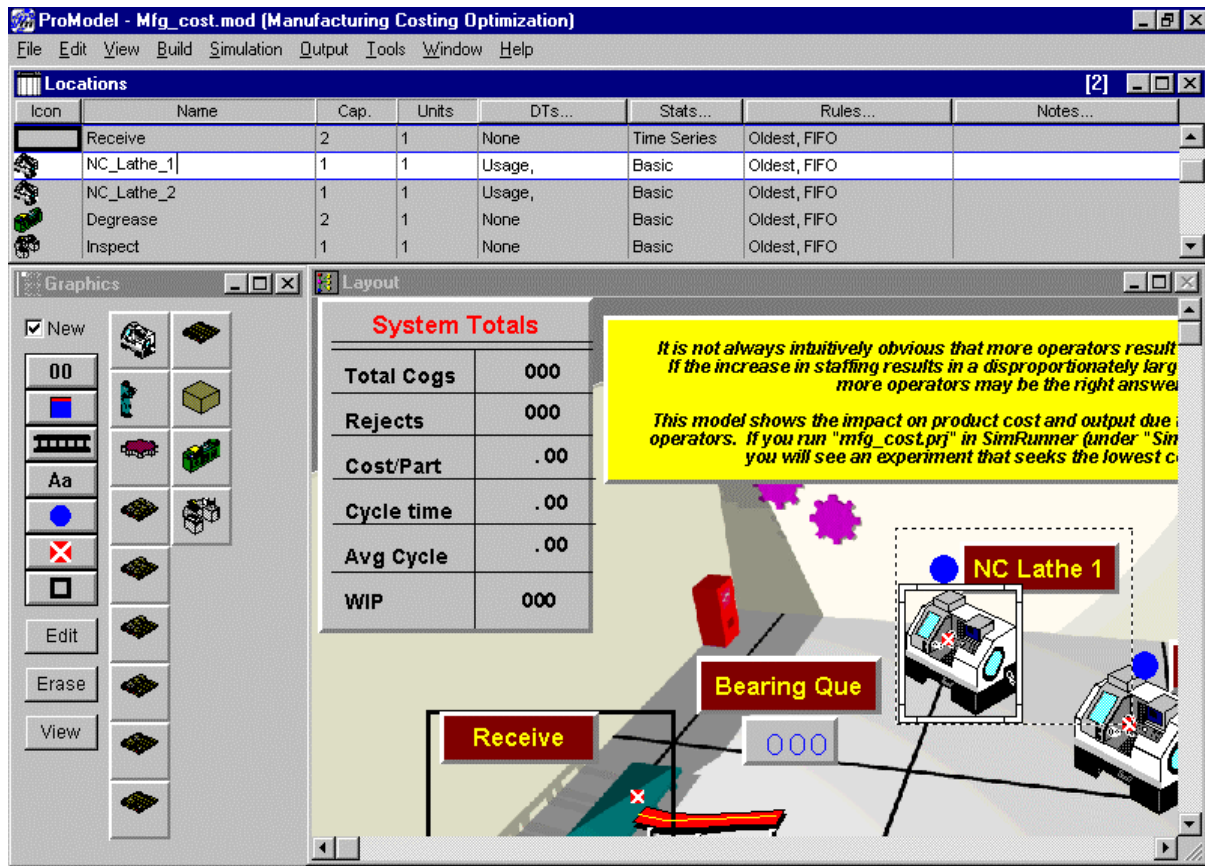 ProModel - Mfg_cost.mod (Manufacturing Costing Optimization)
File Edit View Build Simulation Output Tools Window Help
Locations [2]
Icon Name Cap. Units DTs... Stats... Rules... Notes...
Receive 2 1 None Time Series Oldest, FIFO
NC_Lathe_1 1 1 Usage, Basic Oldest, FIFO
NC_Lathe_2 1 1 Usage, Basic Oldest, FIFO
Degrease 2 1 None Basic Oldest, FIFO
Inspect 1 1 None Basic Oldest, FIFO
Graphics
New
00
Aa
Edit
Erase
View
Layout
System Totals
Total Cogs 000
Rejects 000
Cost/Part .00
Cycle time .00
Avg Cycle .00
WIP 000
It is not always intuitively obvious that more operators result
If the increase in staffing results in a disproportionately larg
more operators may be the right answer
This model shows the impact on product cost and output due
operators. If you run "mfg_cost.prj" in SimRunner (under "Sim
you will see an experiment that seeks the lowest c
NC Lathe 1
Bearing Que
000
Receive